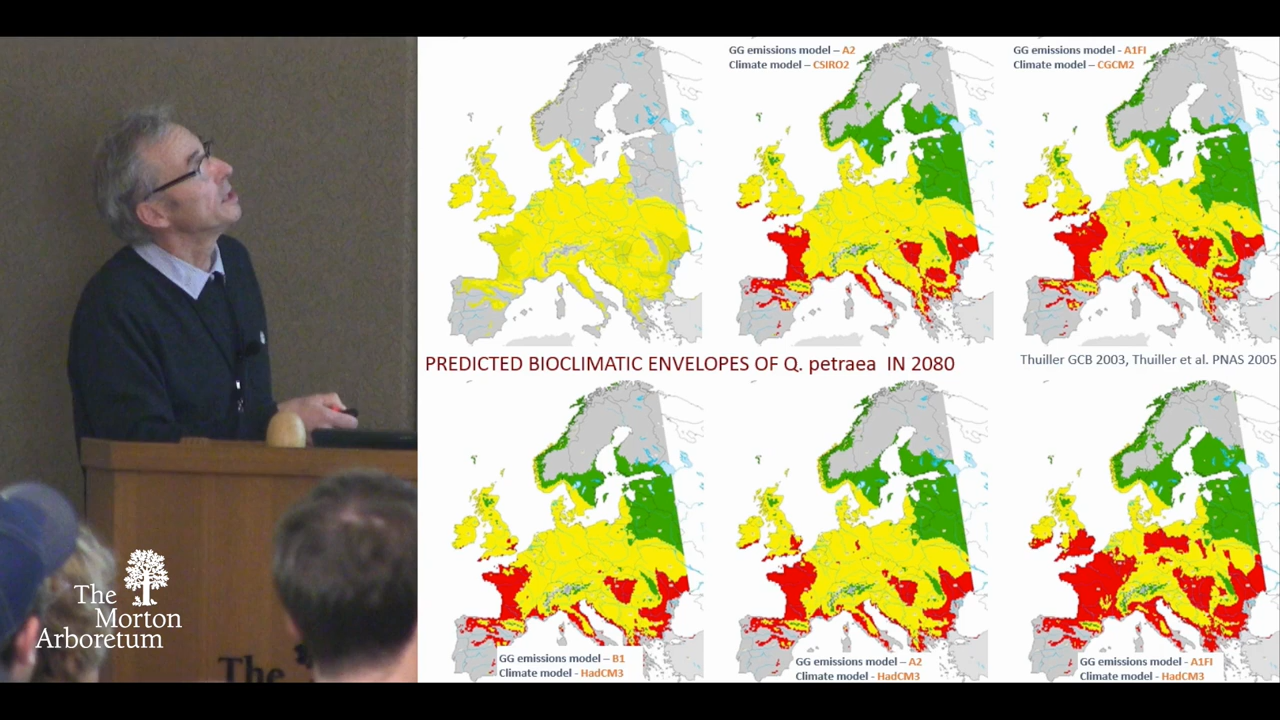 GG emissions model – A2
Climate model – CSIRO2
GG emissions model - A1FI
Climate model – CGCM2
PREDICTED BIOCLIMATIC ENVELOPES OF Q. petraea IN 2080
Thuiller GCB 2003, Thuiller et al. PNAS 2005
GG emissions model – B1
Climate model - HadCM3
GG emissions model – A2
Climate model - HadCM3
GG emissions model - A1FI
Climate model - HadCM3
The
Morton
Arboretum
The